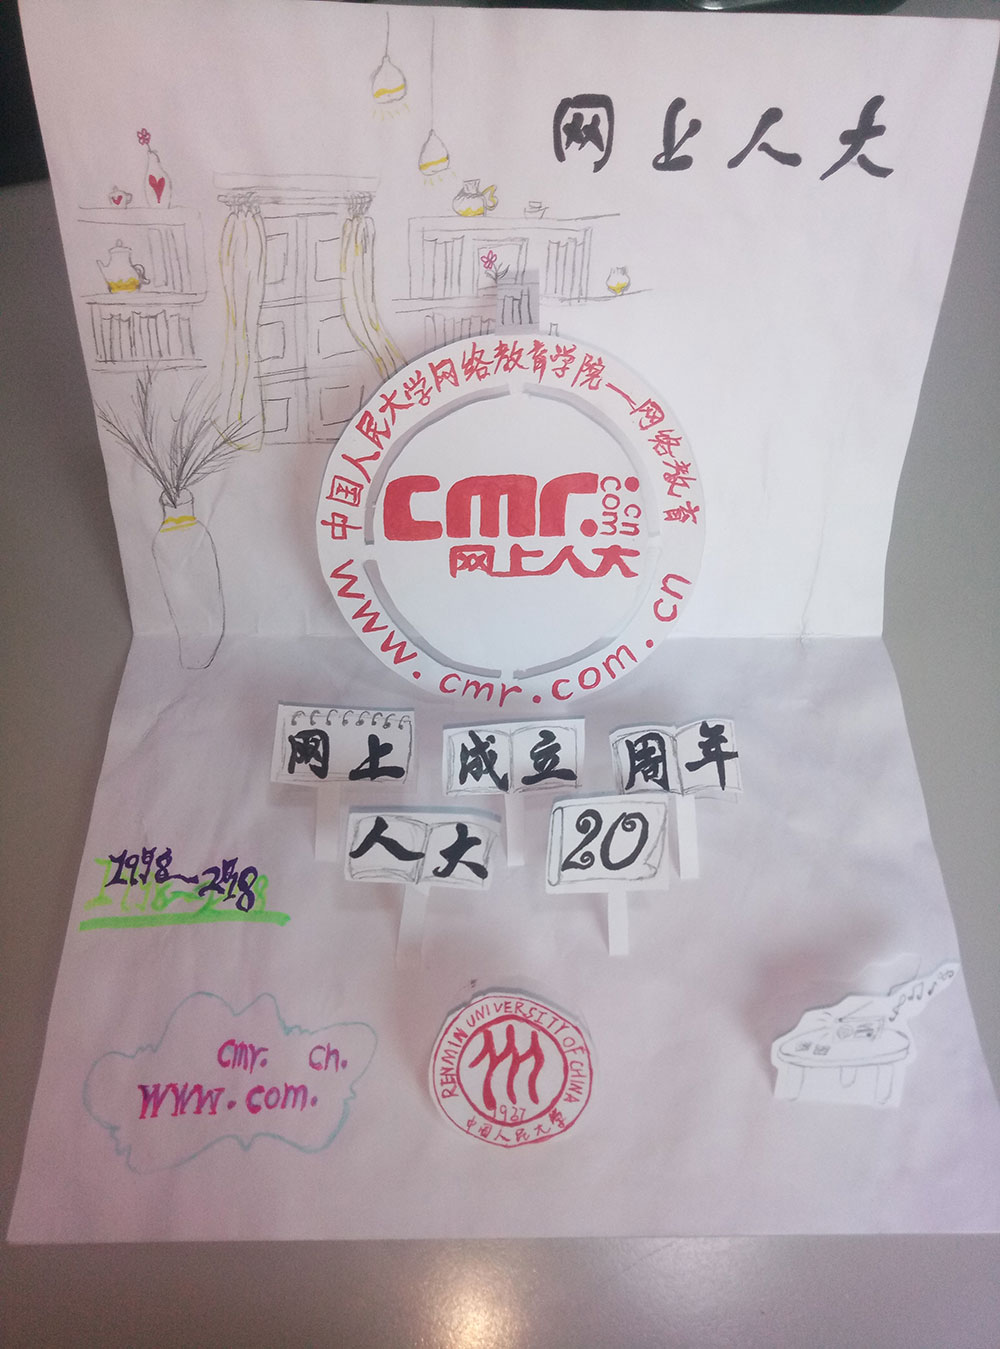 网上人大
中国人民大学网络教育学院—网络教育
cmr.com.cn
网上人大
www.cmr.com.cn
网上 成立 周年
人大 20
1998—2018
cmr. cn.
www.com.
RENMIN UNIVERSITY OF CHINA
1937
中国人民大学